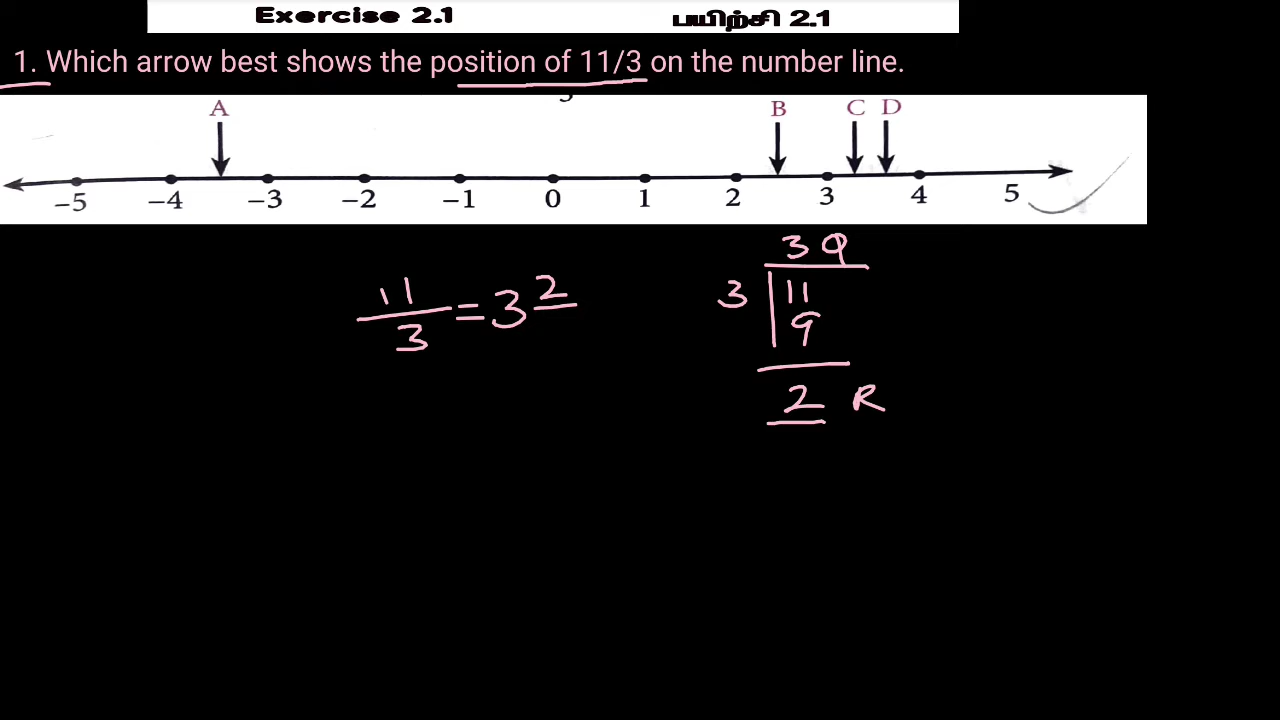 Exercise 2.1 பயிற்சி 2.1
1. Which arrow best shows the position of 11/3 on the number line.
A B C D
−5 −4 −3 −2 −1 0 1 2 3 4 5
3 Q
11/3 = 3 2/
3 11
9
2 R